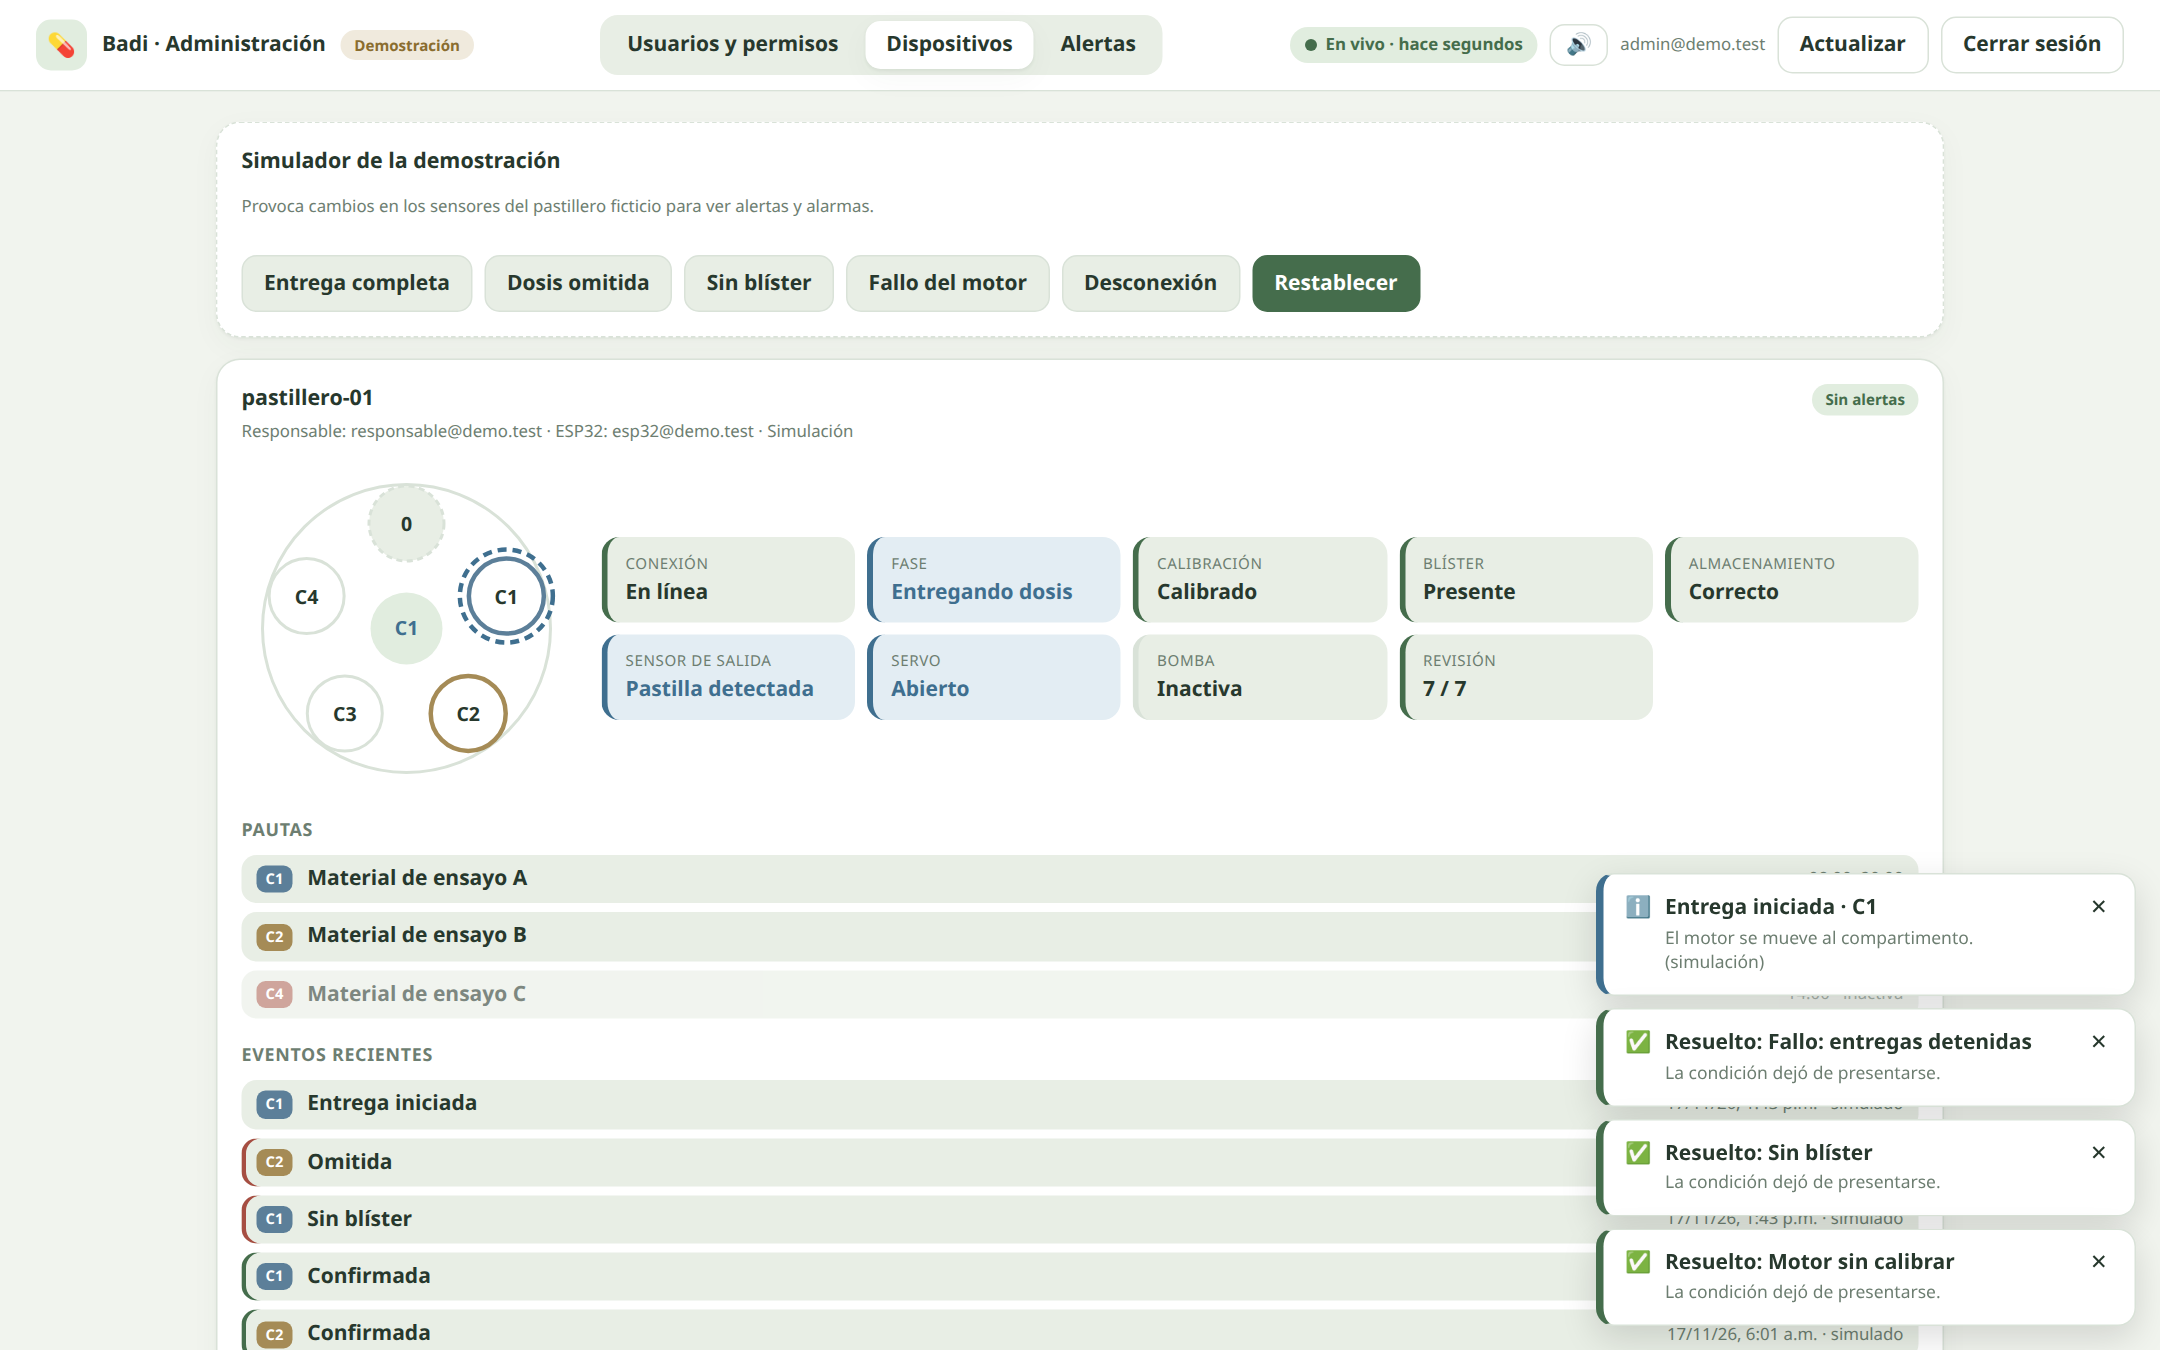 Badi · Administración
Demostración
Usuarios y permisos
Dispositivos
Alertas
En vivo · hace segundos
admin@demo.test
Actualizar
Cerrar sesión
Simulador de la demostración
Provoca cambios en los sensores del pastillero ficticio para ver alertas y alarmas.
Entrega completa
Dosis omitida
Sin blíster
Fallo del motor
Desconexión
Restablecer
pastillero-01
Sin alertas
Responsable: responsable@demo.test · ESP32: esp32@demo.test · Simulación
0
C4
C1
C1
C3
C2
CONEXIÓN
En línea
FASE
Entregando dosis
CALIBRACIÓN
Calibrado
BLÍSTER
Presente
ALMACENAMIENTO
Correcto
SENSOR DE SALIDA
Pastilla detectada
SERVO
Abierto
BOMBA
Inactiva
REVISIÓN
7 / 7
PAUTAS
C1 Material de ensayo A
C2 Material de ensayo B
C4 Material de ensayo C
EVENTOS RECIENTES
C1 Entrega iniciada
C2 Omitida
C1 Sin blíster
17/11/26, 1:43 p.m. · simulado
C1 Confirmada
C2 Confirmada
17/11/26, 6:01 a.m. · simulado
Entrega iniciada · C1
El motor se mueve al compartimento.
(simulación)
Resuelto: Fallo: entregas detenidas
La condición dejó de presentarse.
Resuelto: Sin blíster
La condición dejó de presentarse.
Resuelto: Motor sin calibrar
La condición dejó de presentarse.